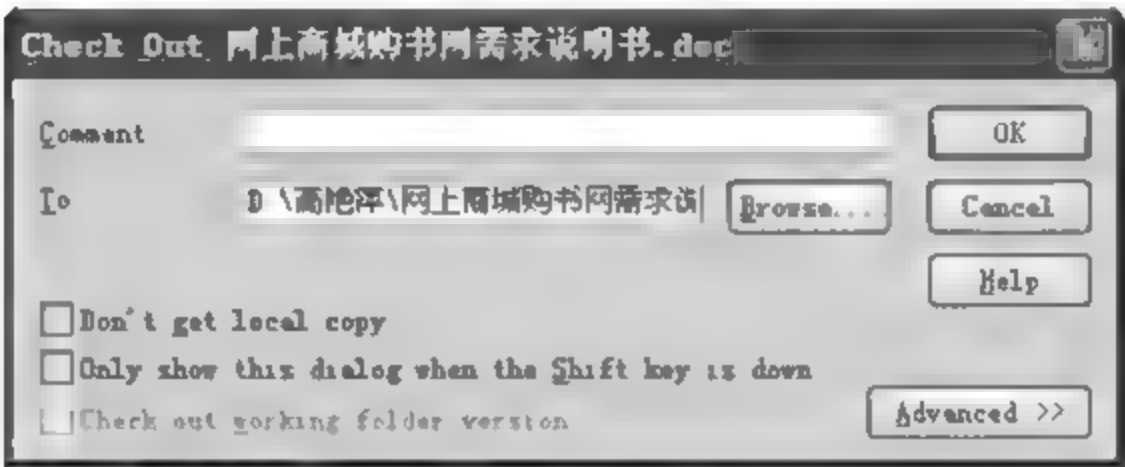 Check Out 网上商城购书网需求说明书.doc
Comment
OK
To
D \高艳萍\网上商城购书网需求说
Browse...
Cancel
Help
Don't get local copy
Only show this dialog when the Shift key is down
Check out working folder version
Advanced >>